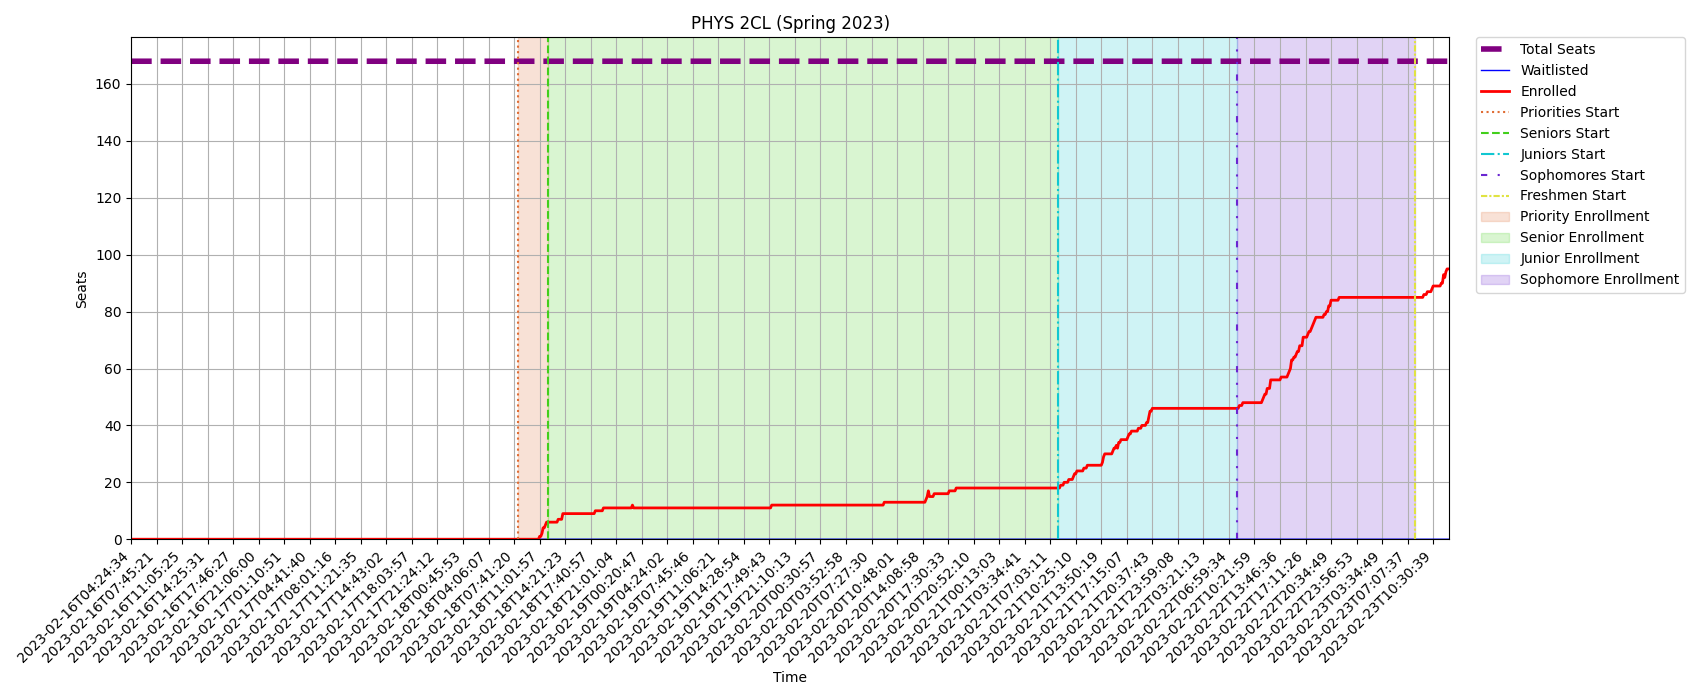 PHYS 2CL (Spring 2023)
Seats
160
140
120
100
80
60
40
20
0
2023-02-16T04:24:34
2023-02-16T07:45:21
2023-02-16T11:05:25
2023-02-16T14:25:31
2023-02-16T17:46:27
2023-02-16T21:06:00
2023-02-17T01:10:51
2023-02-17T04:41:40
2023-02-17T08:01:16
2023-02-17T11:21:35
2023-02-17T14:43:02
2023-02-17T18:03:57
2023-02-17T21:24:12
2023-02-18T00:45:53
2023-02-18T04:06:07
2023-02-18T07:41:20
2023-02-18T11:01:57
2023-02-18T14:21:23
2023-02-18T17:40:57
2023-02-18T21:01:04
2023-02-19T00:20:47
2023-02-19T04:24:02
2023-02-19T07:45:46
2023-02-19T11:06:21
2023-02-19T14:28:54
2023-02-19T17:49:43
2023-02-19T21:10:13
2023-02-20T00:30:57
2023-02-20T03:52:58
2023-02-20T07:27:30
2023-02-20T10:48:01
2023-02-20T14:08:58
2023-02-20T17:30:33
2023-02-20T20:52:10
2023-02-21T00:13:03
2023-02-21T03:34:41
2023-02-21T07:03:11
2023-02-21T10:25:10
2023-02-21T13:50:19
2023-02-21T17:15:07
2023-02-21T20:37:43
2023-02-21T23:59:08
2023-02-22T03:21:13
2023-02-22T06:59:34
2023-02-22T10:21:59
2023-02-22T13:46:36
2023-02-22T17:11:26
2023-02-22T20:34:49
2023-02-22T23:56:53
2023-02-23T03:34:49
2023-02-23T07:07:37
2023-02-23T10:30:39
Time
Total Seats
Waitlisted
Enrolled
Priorities Start
Seniors Start
Juniors Start
Sophomores Start
Freshmen Start
Priority Enrollment
Senior Enrollment
Junior Enrollment
Sophomore Enrollment